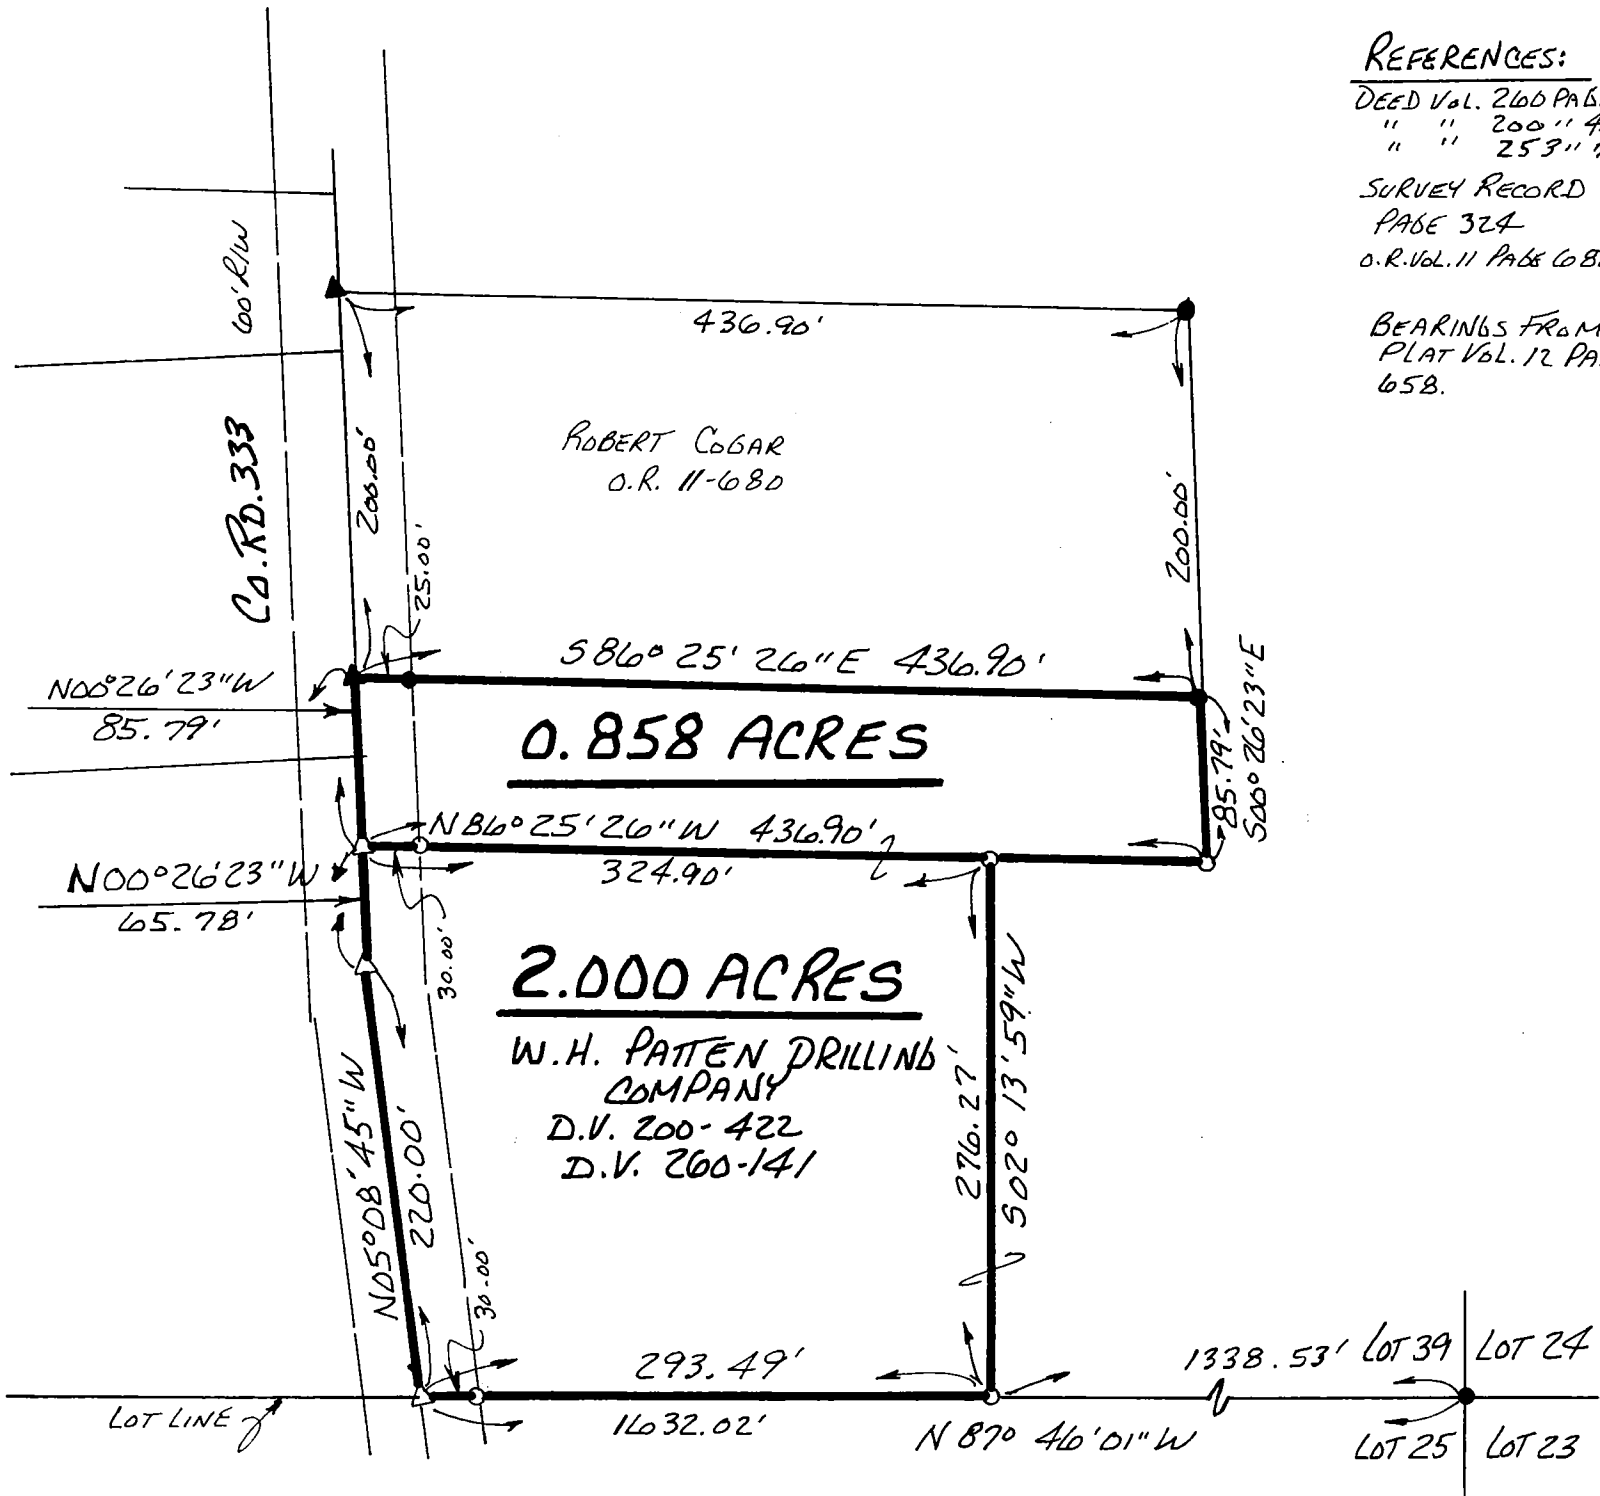 REFERENCES:
DEED VOL. 260
" " 200 "
" " 253 "
SURVEY RECORD
PAGE 324
O.R. VOL. 11 PAGE
BEARINGS FROM
PLAT VOL. 12
658.
60' R/W
CO. RD. 333
436.90'
ROBERT COGAR
O.R. 11-680
200.00'
200.00'
25.00'
S86° 25' 26" E 436.90'
N00°26'23"W
85.79'
0.858 ACRES
85.79'
S00°26'23"E
N86°25'26"W 436.90'
324.90'
N00°26'23"W
65.78'
30.00'
2.000 ACRES
W.H. PATTEN DRILLING
COMPANY
D.V. 200-422
D.V. 260-141
N05°08'45"W
220.00'
276.27'
S02° 13' 59" W
30.00'
293.49'
1338.53'
LOT 39
LOT 24
LOT LINE
1632.02'
N 87° 46' 01" W
LOT 25
LOT 23